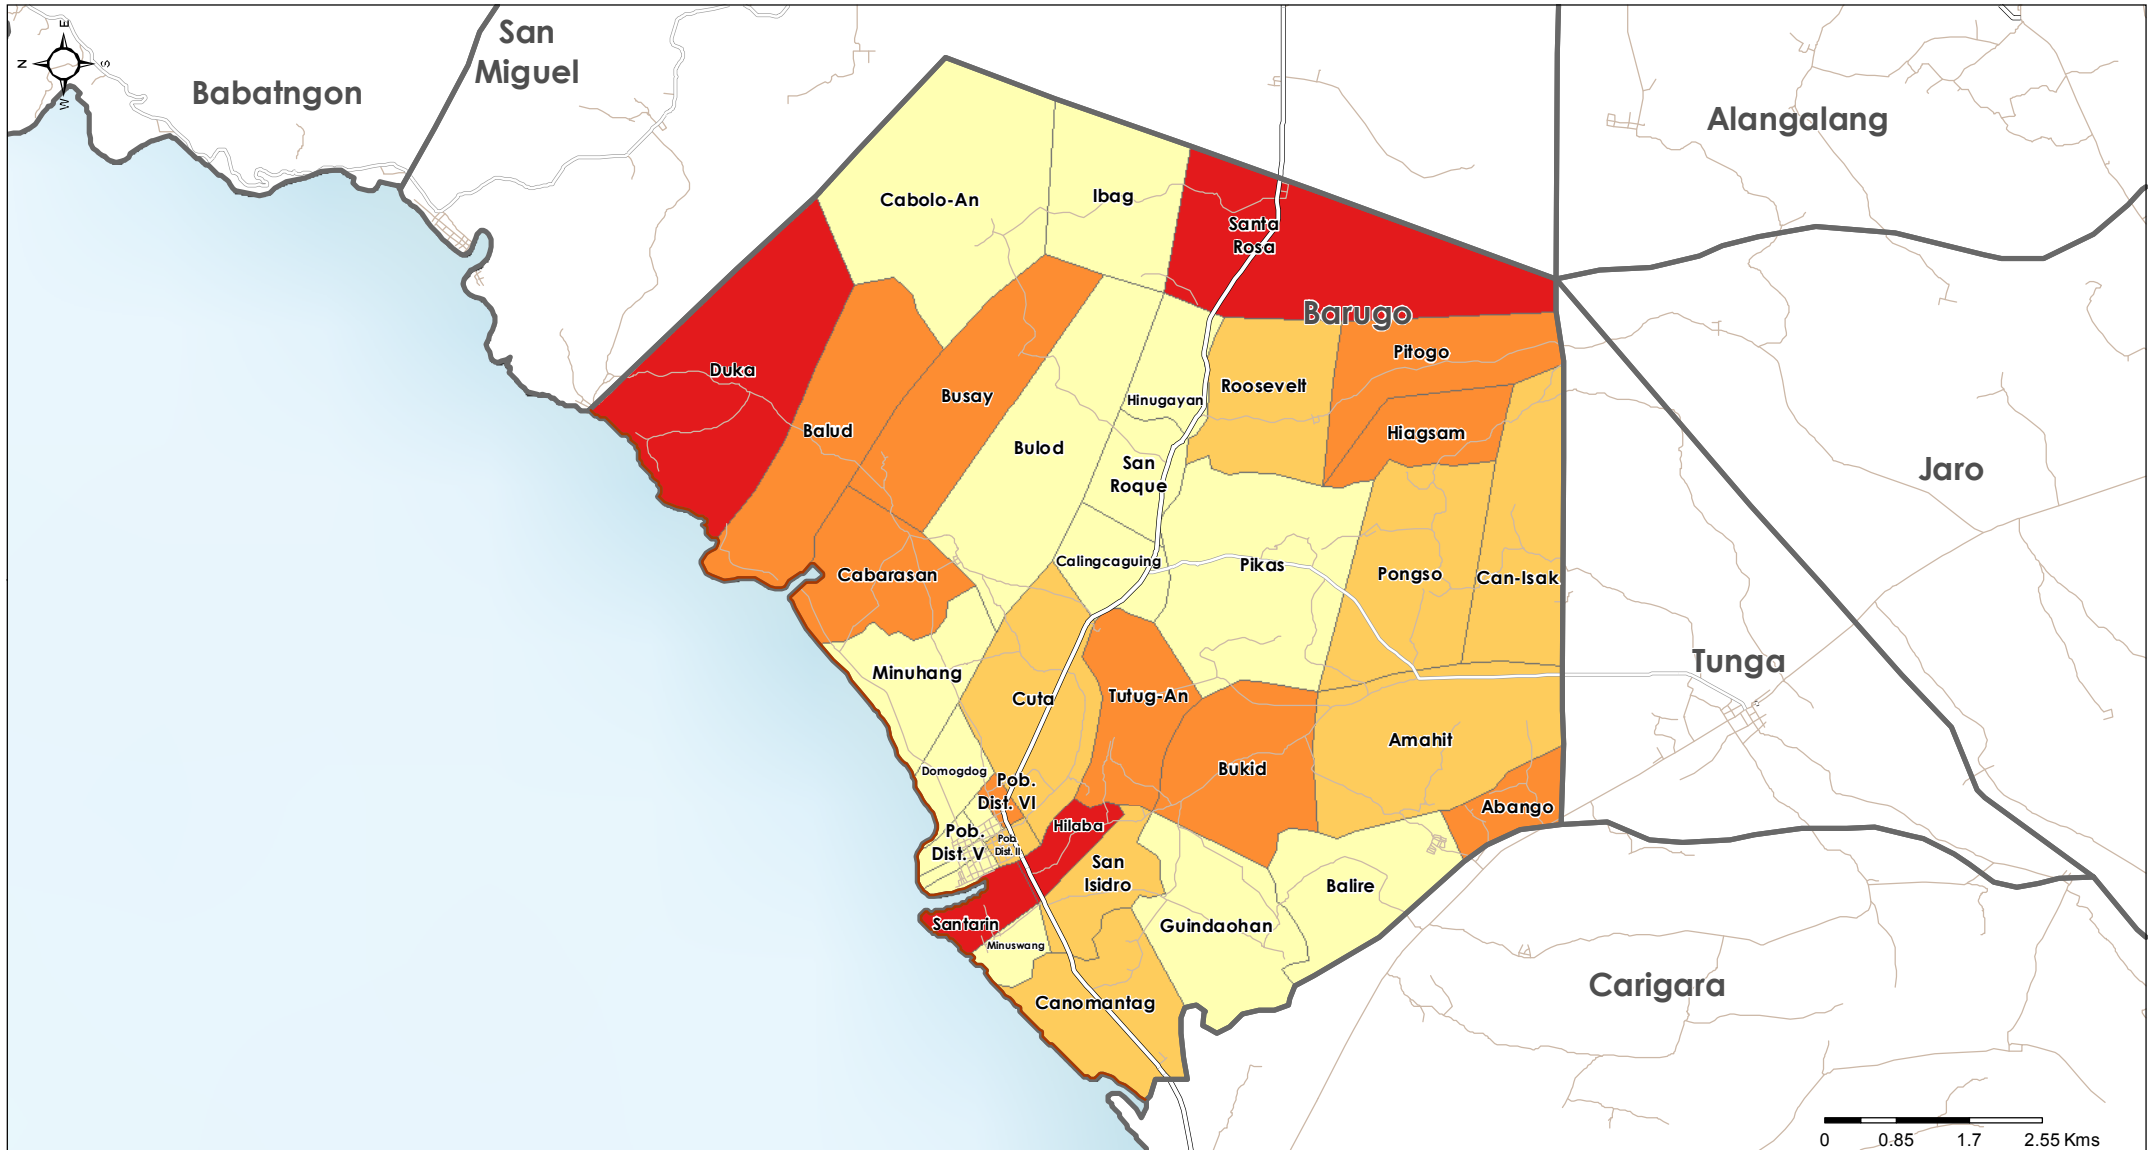 San
Miguel
Babatngon
E
N
S
W
Alangalang
Cabolo-An
Ibag
Santa
Rosa
Barugo
Duka
Pitogo
Roosevelt
Busay
Hinugayan
Balud
Hiagsam
Bulod
San
Roque
Jaro
Calingcaguing
Pikas
Cabarasan
Pongso
Can-Isak
Minuhang
Tunga
Cuta
Tutug-An
Amahit
Bukid
Domogdog
Pob.
Dist. VI
Abango
Hilaba
Pob.
Dist. V
Pob.
Dist. II
San
Isidro
Balire
Santarin
Guindaohan
Minuswang
Carigara
Canomantag
0 0.85 1.7 2.55 Kms